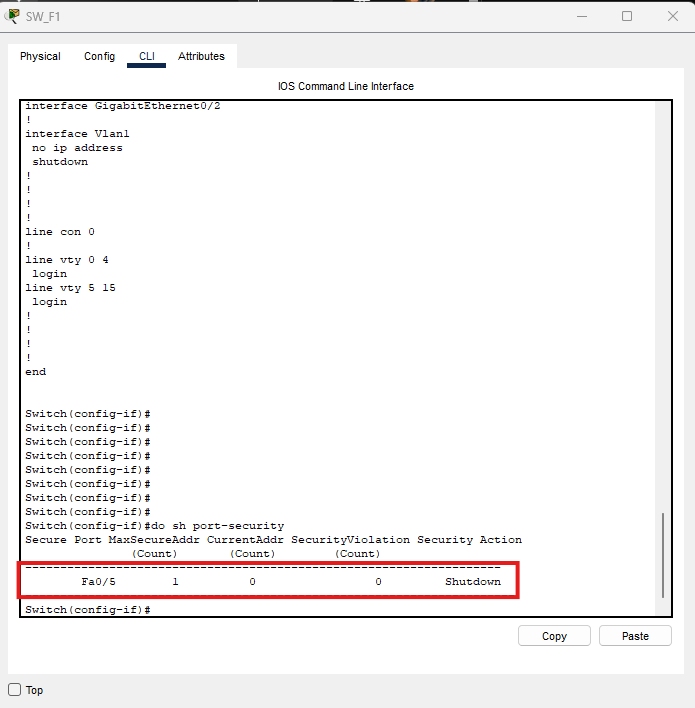 SW_F1
Physical Config CLI Attributes
IOS Command Line Interface
interface GigabitEthernet0/2
!
interface Vlan1
no ip address
shutdown
!
!
!
!
line con 0
!
line vty 0 4
login
line vty 5 15
login
!
!
!
!
end
Switch(config-if)#
Switch(config-if)#
Switch(config-if)#
Switch(config-if)#
Switch(config-if)#
Switch(config-if)#
Switch(config-if)#
Switch(config-if)#
Switch(config-if)#do sh port-security
Secure Port MaxSecureAddr CurrentAddr SecurityViolation Security Action
(Count) (Count) (Count)
--------------------------------------------------------------------
Fa0/5 1 0 0 Shutdown
Switch(config-if)#
Copy Paste
Top